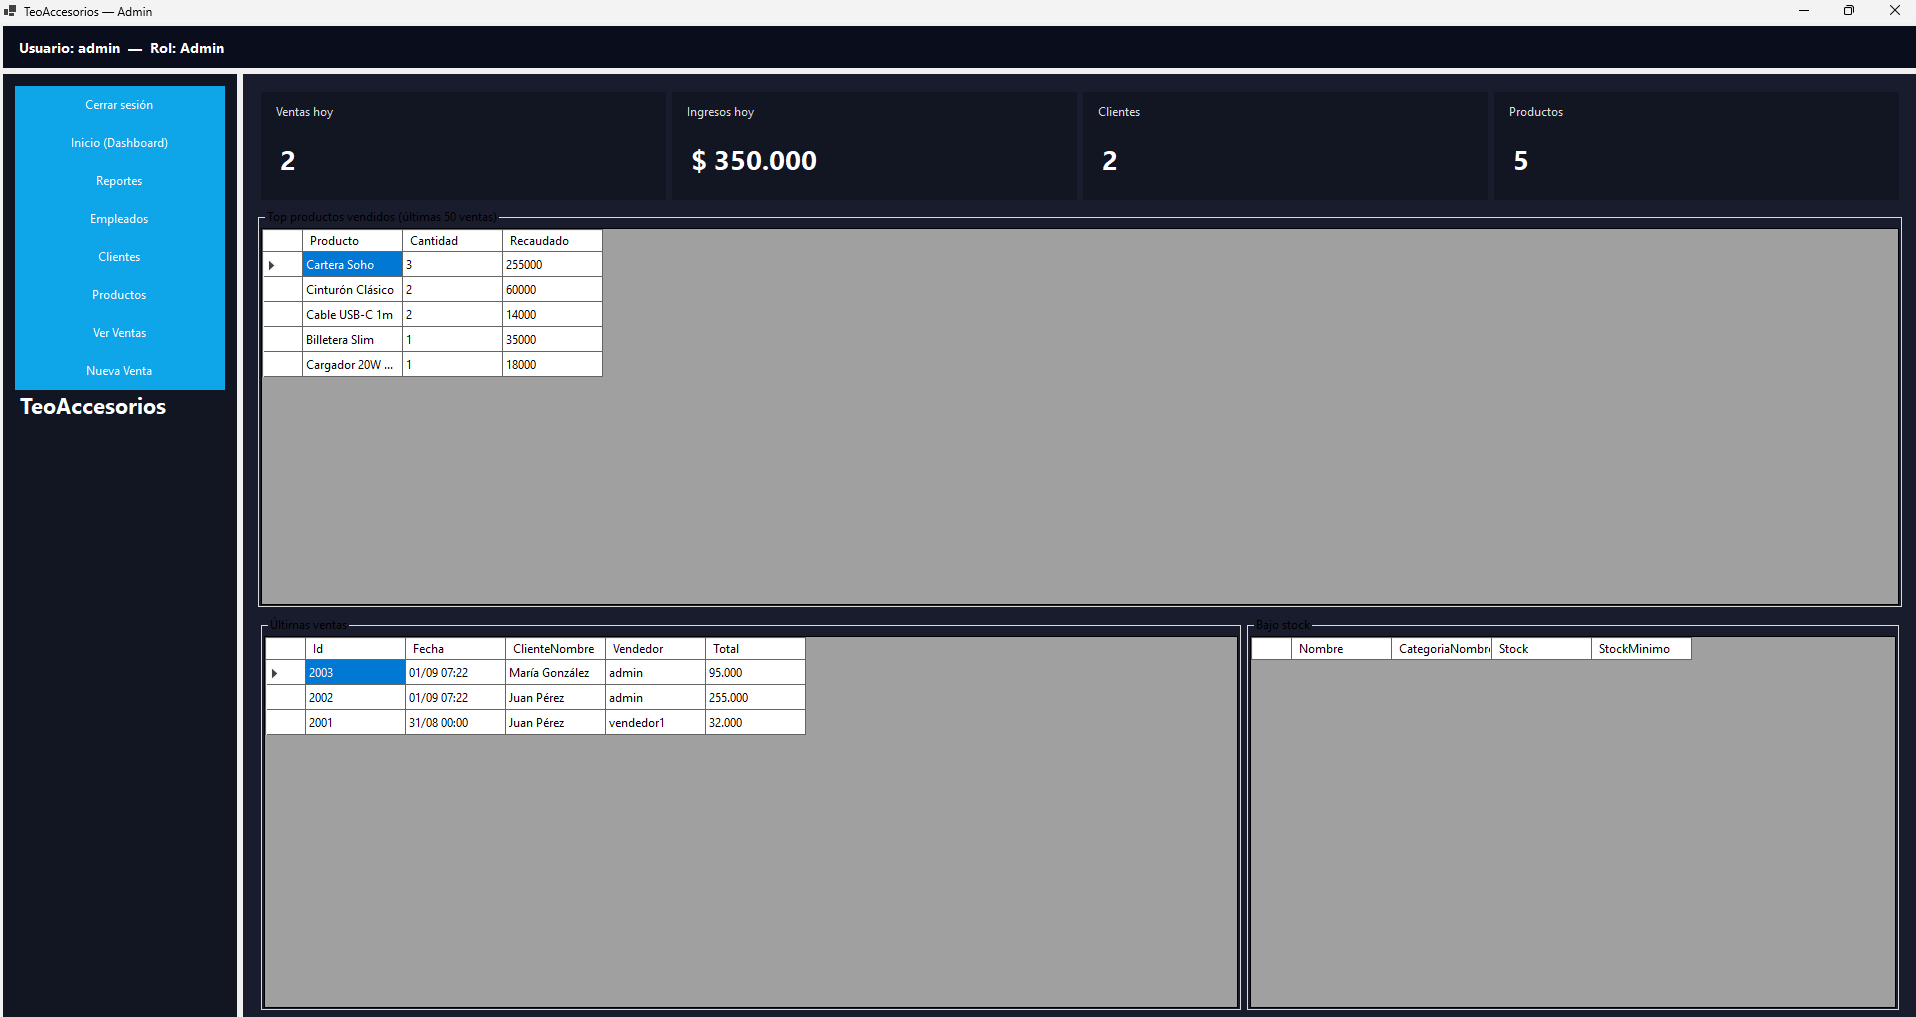 TeoAccesorios — Admin
Usuario: admin — Rol: Admin
Cerrar sesión
Inicio (Dashboard)
Reportes
Empleados
Clientes
Productos
Ver Ventas
Nueva Venta
TeoAccesorios
Ventas hoy
2
Ingresos hoy
$ 350.000
Clientes
2
Productos
5
Top productos vendidos (últimas 50 ventas)
Producto Cantidad Recaudado
Cartera Soho 3 255000
Cinturón Clásico 2 60000
Cable USB-C 1m 2 14000
Billetera Slim 1 35000
Cargador 20W ... 1 18000
Últimas ventas
Id Fecha ClienteNombre Vendedor Total
2003 01/09 07:22 María González admin 95.000
2002 01/09 07:22 Juan Pérez admin 255.000
2001 31/08 00:00 Juan Pérez vendedor1 32.000
Bajo stock
Nombre CategoriaNombre Stock StockMinimo